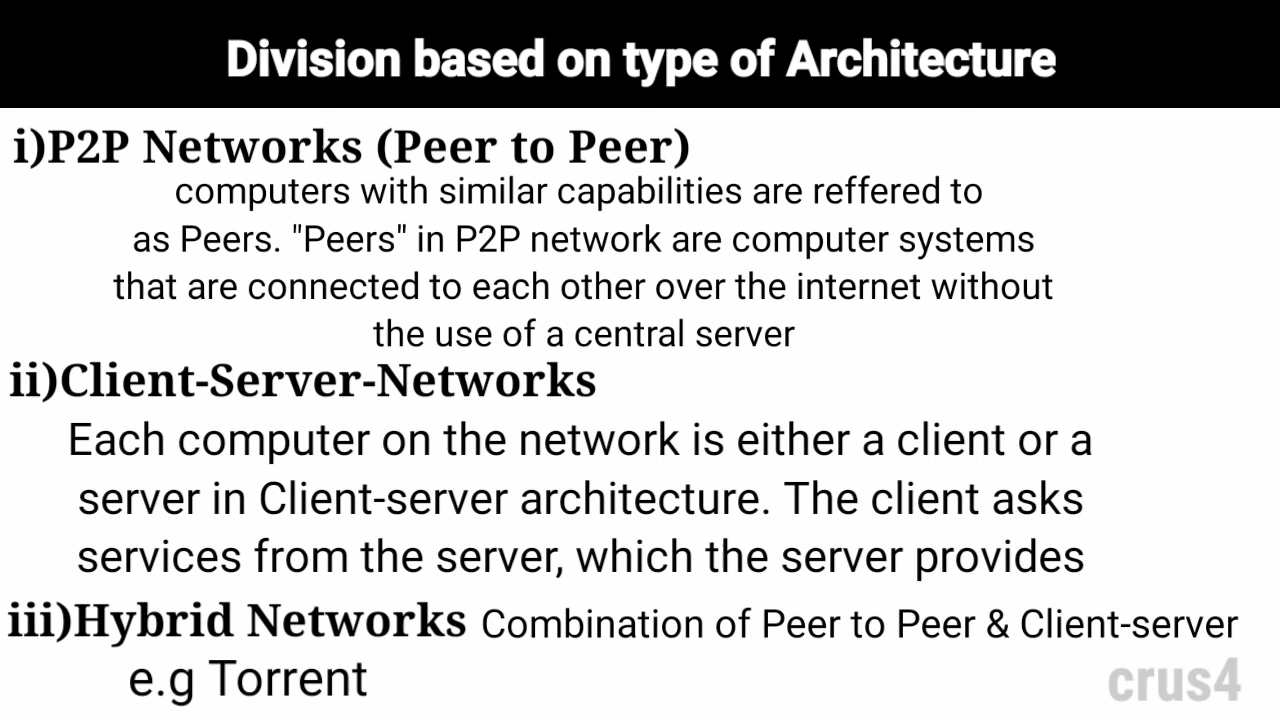 Division based on type of Architecture
i)P2P Networks (Peer to Peer)
computers with similar capabilities are reffered to
as Peers. "Peers" in P2P network are computer systems
that are connected to each other over the internet without
the use of a central server
ii)Client-Server-Networks
Each computer on the network is either a client or a
server in Client-server architecture. The client asks
services from the server, which the server provides
iii)Hybrid Networks Combination of Peer to Peer & Client-server
e.g Torrent
crus4